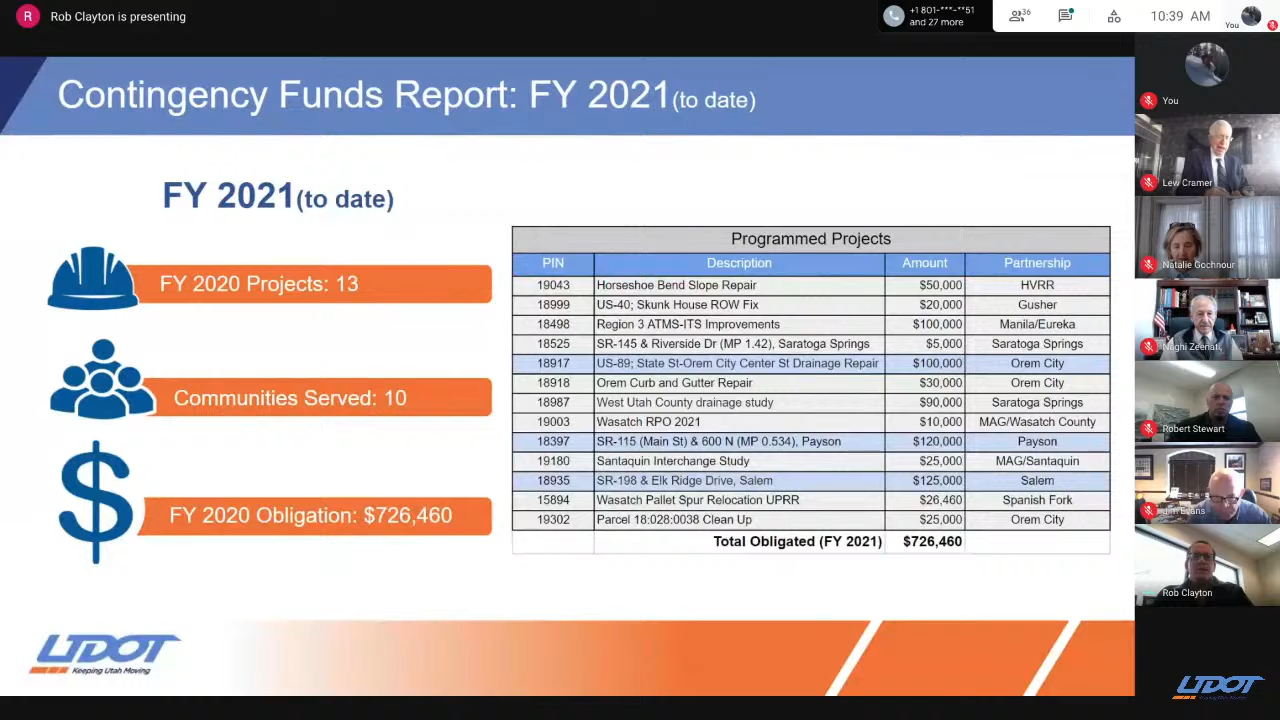 R Rob Clayton is presenting
+1 801-***-**51
and 27 more
36
10:39 AM
You
Contingency Funds Report: FY 2021(to date)
FY 2021(to date)
FY 2020 Projects: 13
Communities Served: 10
FY 2020 Obligation: $726,460
Programmed Projects
PIN Description Amount Partnership
19043 Horseshoe Bend Slope Repair $50,000 HVRR
18999 US-40; Skunk House ROW Fix $20,000 Gusher
18498 Region 3 ATMS-ITS Improvements $100,000 Manila/Eureka
18525 SR-145 & Riverside Dr (MP 1.42), Saratoga Springs $5,000 Saratoga Springs
18917 US-89; State St-Orem City Center St Drainage Repair $100,000 Orem City
18918 Orem Curb and Gutter Repair $30,000 Orem City
18987 West Utah County drainage study $90,000 Saratoga Springs
19003 Wasatch RPO 2021 $10,000 MAG/Wasatch County
18397 SR-115 (Main St) & 600 N (MP 0.534), Payson $120,000 Payson
19180 Santaquin Interchange Study $25,000 MAG/Santaquin
18935 SR-198 & Elk Ridge Drive, Salem $125,000 Salem
15894 Wasatch Pallet Spur Relocation UPRR $26,460 Spanish Fork
19302 Parcel 18:028:0038 Clean Up $25,000 Orem City
Total Obligated (FY 2021) $726,460
UDOT
Keeping Utah Moving
You
Lew Cramer
Natalie Gochnour
Naghi Zeenati
Robert Stewart
Jim Evans
Rob Clayton
UDOT